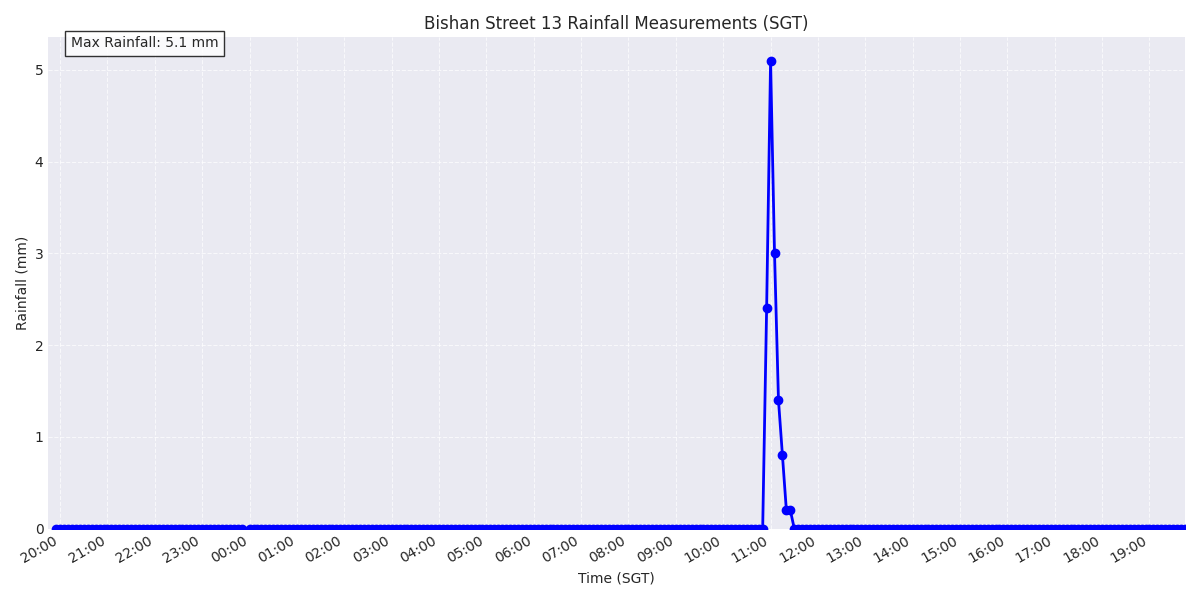 Bishan Street 13 Rainfall Measurements (SGT)
Max Rainfall: 5.1 mm
Rainfall (mm)
5
4
3
2
1
0
20:00 21:00 22:00 23:00 00:00 01:00 02:00 03:00 04:00 05:00 06:00 07:00 08:00 09:00 10:00 11:00 12:00 13:00 14:00 15:00 16:00 17:00 18:00 19:00
Time (SGT)